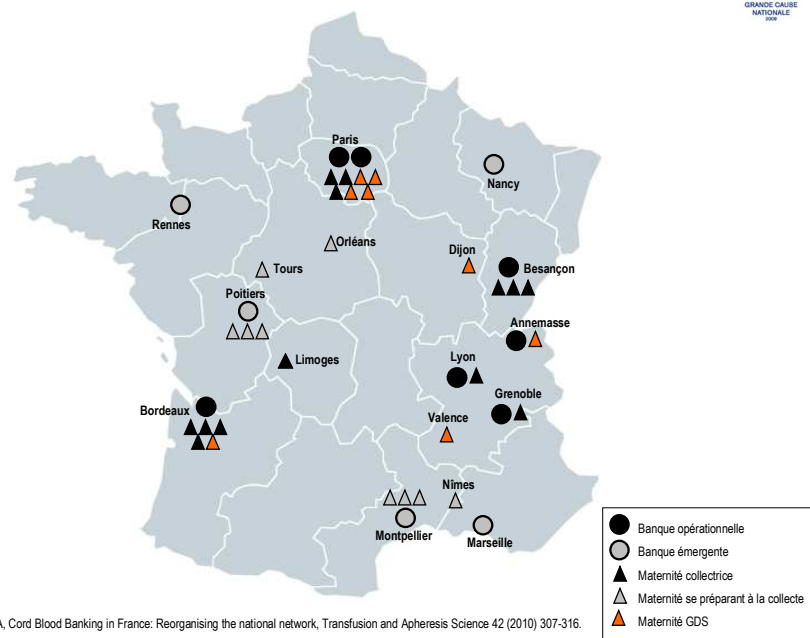 GRANDE CAUSE
NATIONALE
2009
Paris
Nancy
Rennes
Orléans
Dijon
Tours
Besançon
Poitiers
Annemasse
Limoges
Lyon
Grenoble
Bordeaux
Valence
Nîmes
Montpellier
Marseille
Banque opérationnelle
Banque émergente
Maternité collectrice
Maternité se préparant à la collecte
Maternité GDS
A, Cord Blood Banking in France: Reorganising the national network, Transfusion and Apheresis Science 42 (2010) 307-316.